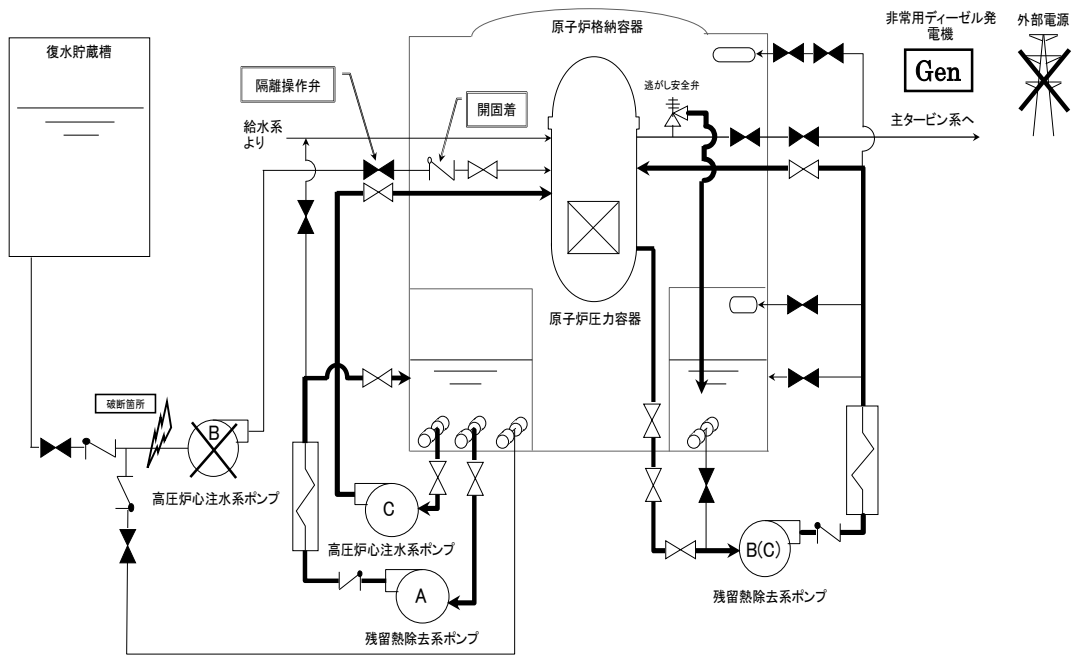 原子炉格納容器
非常用ディーゼル発
電機
外部電源
復水貯蔵槽
Gen
隔離操作弁
開固着
逃がし安全弁
給水系
より
主タービン系へ
原子炉圧力容器
破断箇所
B
高圧炉心注水系ポンプ
C
高圧炉心注水系ポンプ
B(C)
A
残留熱除去系ポンプ
残留熱除去系ポンプ